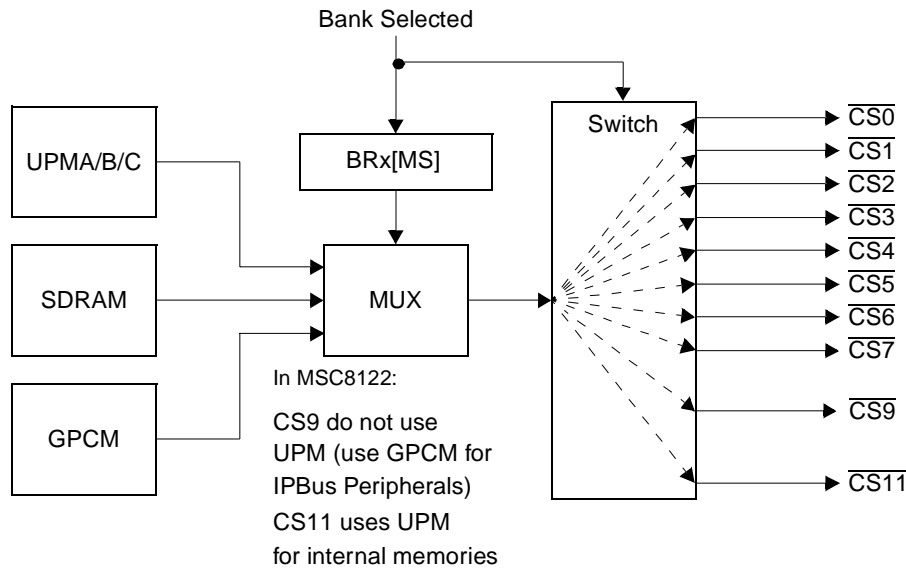 Bank Selected
Switch
UPMA/B/C
BRx[MS]
SDRAM
MUX
GPCM
In MSC8122:
CS9 do not use
UPM (use GPCM for
IPBus Peripherals)
CS11 uses UPM
for internal memories
CS0
CS1
CS2
CS3
CS4
CS5
CS6
CS7
CS9
CS11